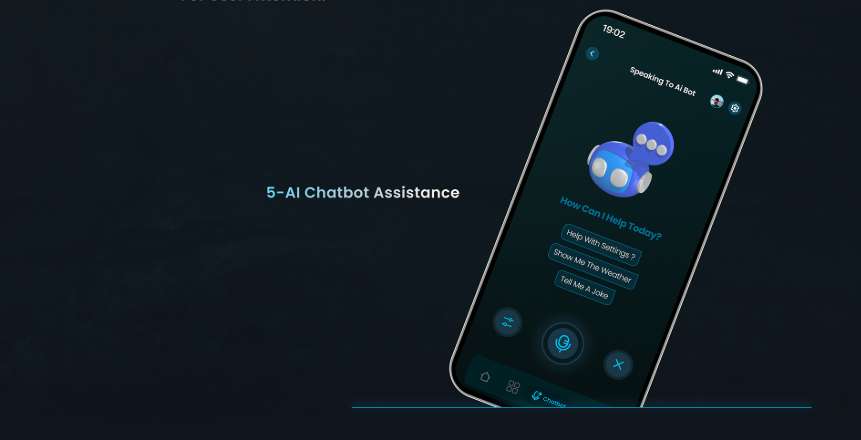 19:02
Speaking To Ai Bot
5-AI Chatbot Assistance
How Can I Help Today?
Help With Settings ?
Show Me The Weather
Tell Me A Joke
Chatbot